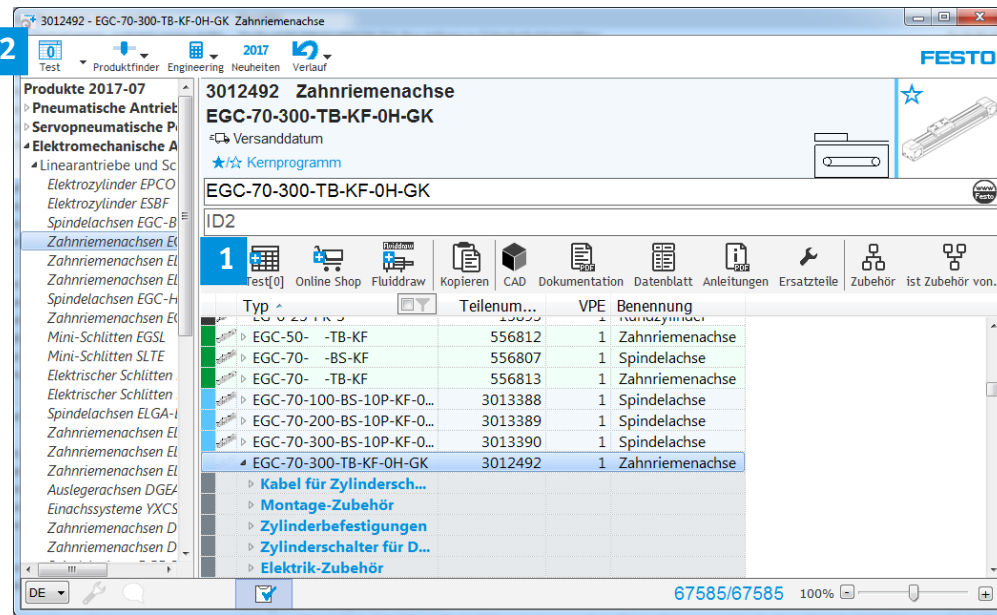 3012492 - EGC-70-300-TB-KF-0H-GK Zahnriemenachse
2
0
2017
Test Produktfinder Engineering Neuheiten Verlauf
FESTO
Produkte 2017-07
Pneumatische Antriel
Servopneumatische P
Elektromechanische A
Linearantriebe und Sc
Elektrozylinder EPCO
Elektrozylinder ESBF
Spindelachsen EGC-B
Zahnriemenachsen E
Zahnriemenachsen EL
Zahnriemenachsen EL
Spindelachsen EGC-H
Zahnriemenachsen E
Mini-Schlitten EGSL
Mini-Schlitten SLTE
Elektrischer Schlitten
Elektrischer Schlitten
Spindelachsen ELGA-
Zahnriemenachsen EL
Zahnriemenachsen EL
Zahnriemenachsen EL
Auslegerachsen DGEA
Einachssysteme YXCS
Zahnriemenachsen D
Zahnriemenachsen D
3012492 Zahnriemenachse
EGC-70-300-TB-KF-0H-GK
Versanddatum
★/☆ Kernprogramm
EGC-70-300-TB-KF-0H-GK
www Festo
ID2
1
Fluiddraw
PDF
PDF
Test[0] Online Shop Fluiddraw Kopieren CAD Dokumentation Datenblatt Anleitungen Ersatzteile Zubehör ist Zubehör von.
Typ Teilenum... VPE Benennung
EGC-50- -TB-KF 556812 1 Zahnriemenachse
EGC-70- -BS-KF 556807 1 Spindelachse
EGC-70- -TB-KF 556813 1 Zahnriemenachse
EGC-70-100-BS-10P-KF-0... 3013388 1 Spindelachse
EGC-70-200-BS-10P-KF-0... 3013389 1 Spindelachse
EGC-70-300-BS-10P-KF-0... 3013390 1 Spindelachse
EGC-70-300-TB-KF-0H-GK 3012492 1 Zahnriemenachse
Kabel für Zylindersch...
Montage-Zubehör
Zylinderbefestigungen
Zylinderschalter für D...
Elektrik-Zubehör
DE
67585/67585 100%